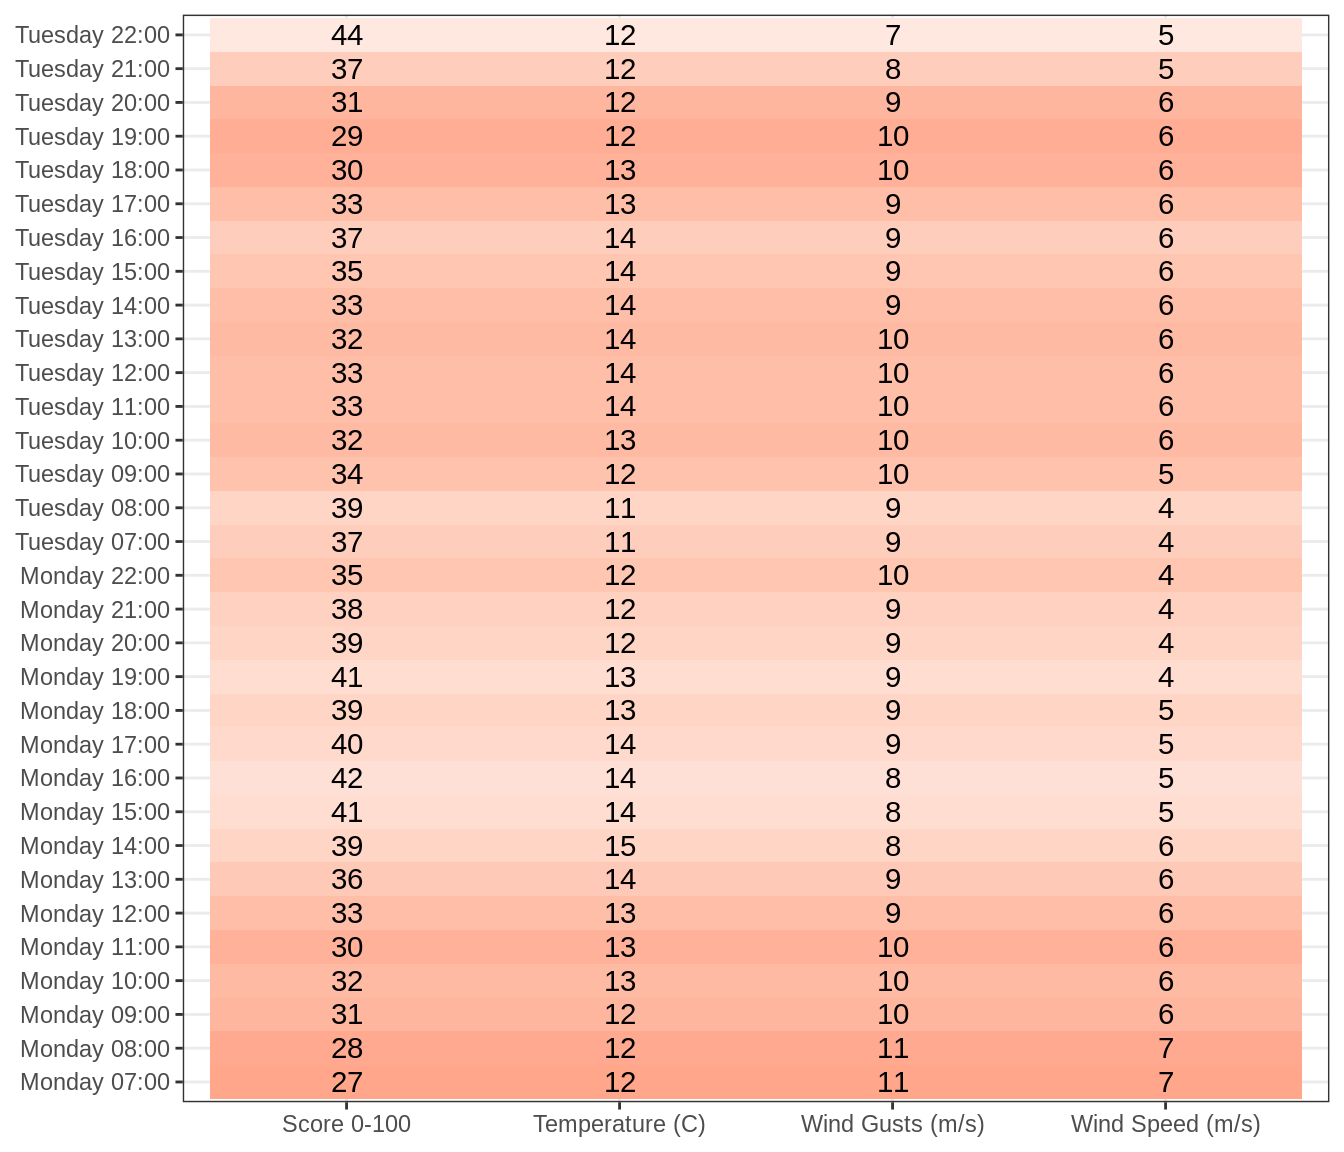 Tuesday 22:00 44 12 7 5
Tuesday 21:00 37 12 8 5
Tuesday 20:00 31 12 9 6
Tuesday 19:00 29 12 10 6
Tuesday 18:00 30 13 10 6
Tuesday 17:00 33 13 9 6
Tuesday 16:00 37 14 9 6
Tuesday 15:00 35 14 9 6
Tuesday 14:00 33 14 9 6
Tuesday 13:00 32 14 10 6
Tuesday 12:00 33 14 10 6
Tuesday 11:00 33 14 10 6
Tuesday 10:00 32 13 10 6
Tuesday 09:00 34 12 10 5
Tuesday 08:00 39 11 9 4
Tuesday 07:00 37 11 9 4
Monday 22:00 35 12 10 4
Monday 21:00 38 12 9 4
Monday 20:00 39 12 9 4
Monday 19:00 41 13 9 4
Monday 18:00 39 13 9 5
Monday 17:00 40 14 9 5
Monday 16:00 42 14 8 5
Monday 15:00 41 14 8 5
Monday 14:00 39 15 8 6
Monday 13:00 36 14 9 6
Monday 12:00 33 13 9 6
Monday 11:00 30 13 10 6
Monday 10:00 32 13 10 6
Monday 09:00 31 12 10 6
Monday 08:00 28 12 11 7
Monday 07:00 27 12 11 7
Score 0-100 Temperature (C) Wind Gusts (m/s) Wind Speed (m/s)